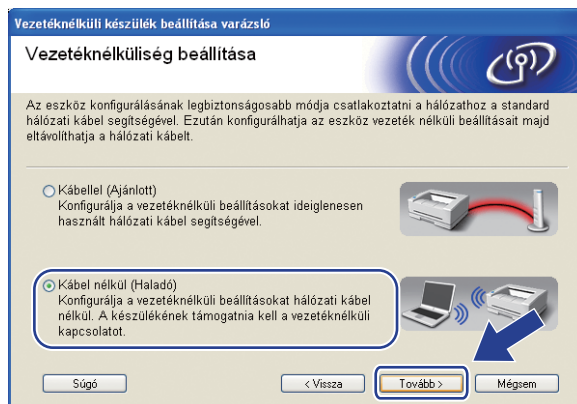 Vezetéknélküli készülék beállítása varázsló
Vezetéknélküliség beállítása
Az eszköz konfigurálásának legbiztonságosabb módja csatlakoztatni a hálózathoz a standard
hálózati kábel segítségével. Ezután konfigurálhatja az eszköz vezeték nélküli beállításait majd
eltávolíthatja a hálózati kábelt.
Kábellel (Ajánlott)
Konfigurálja a vezetéknélküli beállításokat ideiglenesen
használt hálózati kábel segítségével.
Kábel nélkül (Haladó)
Konfigurálja a vezetéknélküli beállításokat hálózati kábel
nélkül. A készülékének támogatnia kell a vezetéknélküli
kapcsolatot.
Súgó
< Vissza
Tovább >
Mégsem